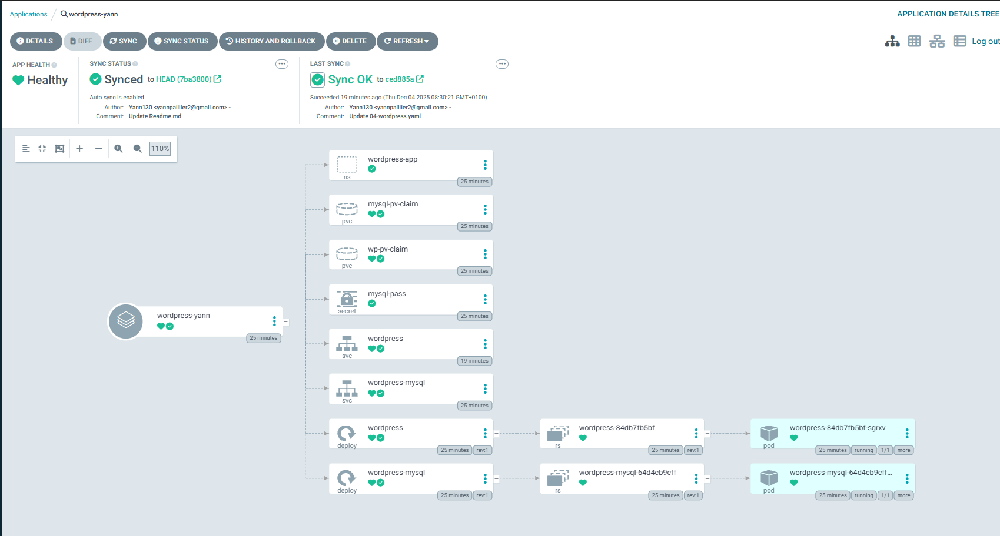 Applications / wordpress-yann
APPLICATION DETAILS TREE
DETAILS DIFF SYNC SYNC STATUS HISTORY AND ROLLBACK DELETE REFRESH
Log out
APP HEALTH
Healthy
SYNC STATUS
Synced to HEAD (7ba3800)
Auto sync is enabled.
Author: Yann130 <yannpaillier2@gmail.com> -
Comment: Update Readme.md
LAST SYNC
Sync OK to ced885a
Succeeded 19 minutes ago (Thu Dec 04 2025 08:30:21 GMT+0100)
Author: Yann130 <yannpaillier2@gmail.com> -
Comment: Update 04-wordpress.yaml
110%
wordpress-yann
25 minutes
wordpress-app
ns
25 minutes
mysql-pv-claim
pvc
25 minutes
wp-pv-claim
pvc
25 minutes
mysql-pass
secret
25 minutes
wordpress
svc
19 minutes
wordpress-mysql
svc
25 minutes
wordpress
deploy
25 minutes rev:1
wordpress-84db7fb5bf
rs
25 minutes rev:1
wordpress-84db7fb5bf-sgrxv
pod
25 minutes running 1/1 more
wordpress-mysql
deploy
25 minutes rev:1
wordpress-mysql-64d4cb9cff
rs
25 minutes rev:1
wordpress-mysql-64d4cb9cff...
pod
25 minutes running 1/1 more